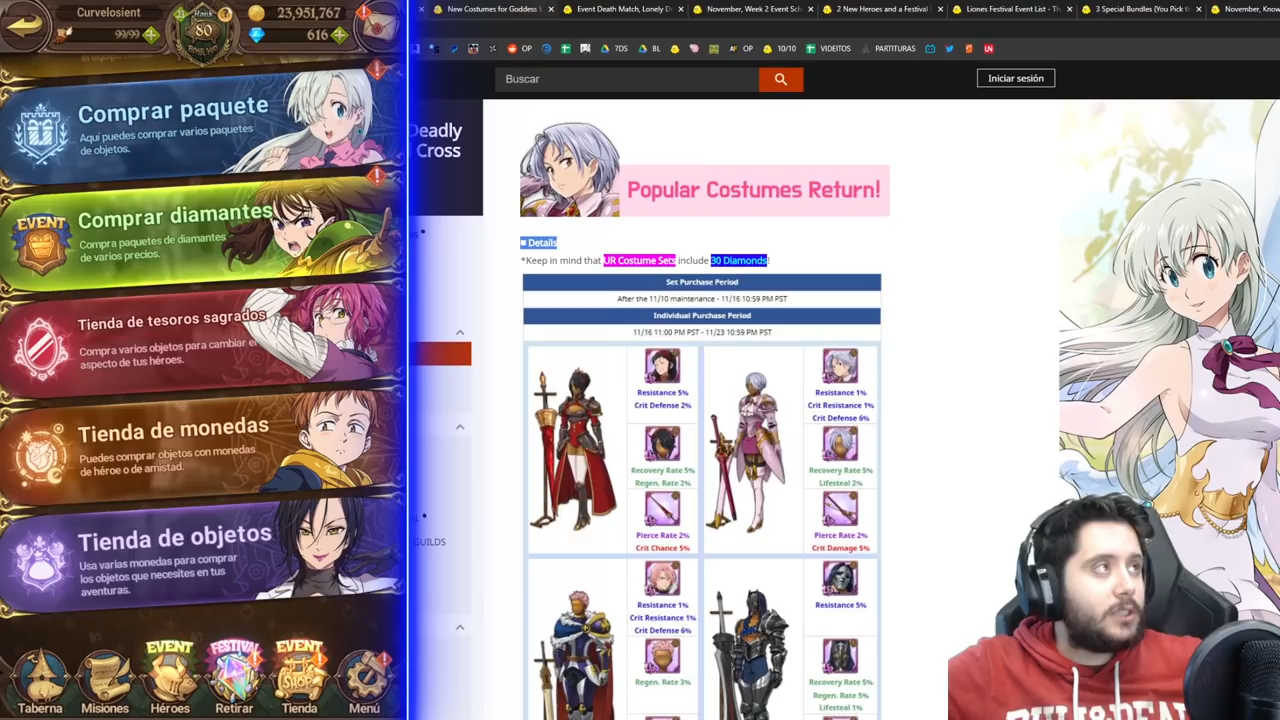 Curvelosient
99/99
Rank
80
23,951,767
616
Comprar paquete
Aquí puedes comprar varios paquetes
de objetos.
EVENT
Comprar diamantes
Compra paquetes de diamantes
de varios precios.
Tienda de tesoros sagrados
Compra varios objetos para cambiar el
aspecto de tus héroes.
Tienda de monedas
Puedes comprar objetos con monedas
de héroe o de amistad.
Tienda de objetos
Usa varias monedas para comprar
los objetos que necesites en tus
aventuras.
EVENT
FESTIVAL
EVENT
SHOP
Taberna
Misiones
Héroes
Retirar
Tienda
Menú
New Costumes for Goddess E
Event Death Match, Lonely D
November, Week 2 Event Sch
2 New Heroes and a Festival
Liones Festival Event - Th
3 Special Bundles (You Pick th
November, Know
OP
7DS
BL
AF
OP
10/10
VIDEITOS
PARTITURAS
Buscar
Iniciar sesión
Deadly
Cross
GUILDS
Popular Costumes Return!
■ Details
*Keep in mind that UR Costume Sets include 30 Diamonds!
Set Purchase Period
After the 11/10 maintenance - 11/16 10:59 PM PST
Individual Purchase Period
11/16 11:00 PM PST - 11/23 10:59 PM PST
Resistance 5%
Crit Defense 2%
Recovery Rate 5%
Regen. Rate 2%
Pierce Rate 2%
Crit Chance 5%
Resistance 1%
Crit Resistance 1%
Crit Defense 6%
Recovery Rate 5%
Lifesteal 2%
Pierce Rate 2%
Crit Damage 5%
Resistance 1%
Crit Resistance 1%
Crit Defense 6%
Regen. Rate 3%
Resistance 5%
Recovery Rate 5%
Regen. Rate 5%
Lifesteal 1%